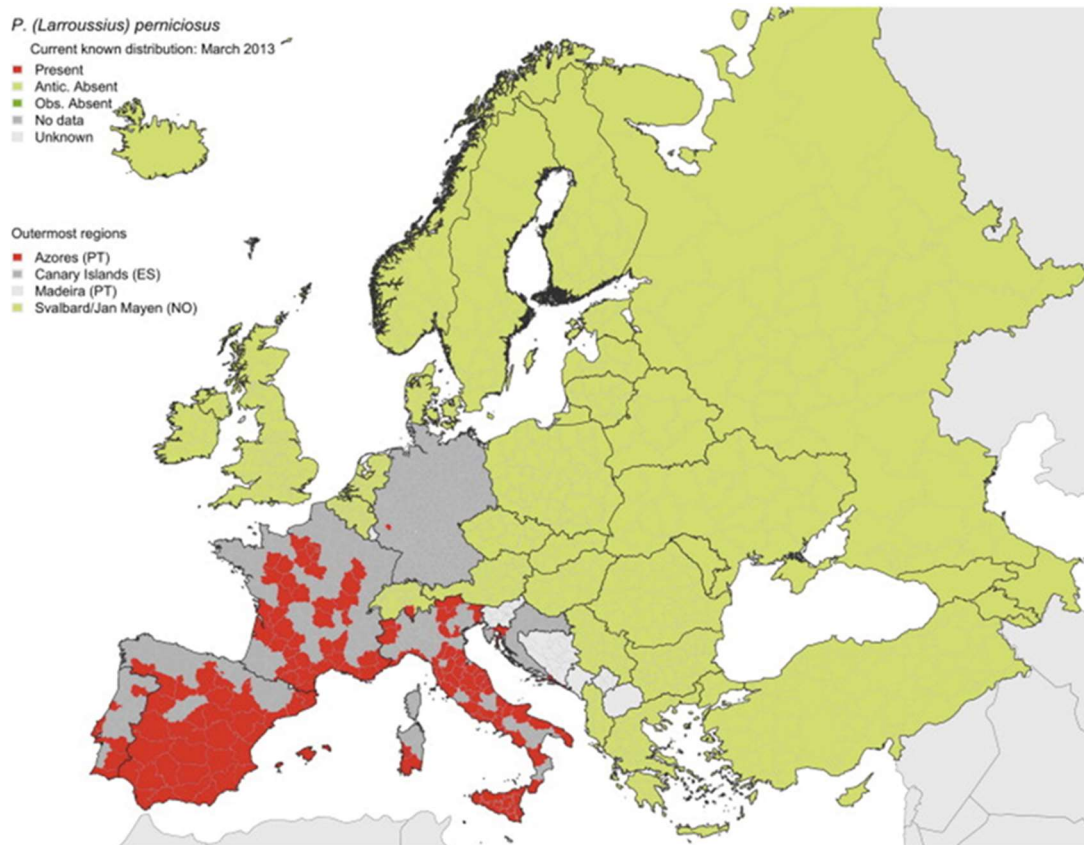 P. (Larroussius) perniciosus
Current known distribution: March 2013
Present
Antic. Absent
Obs. Absent
No data
Unknown
Outermost regions
Azores (PT)
Canary Islands (ES)
Madeira (PT)
Svalbard/Jan Mayen (NO)